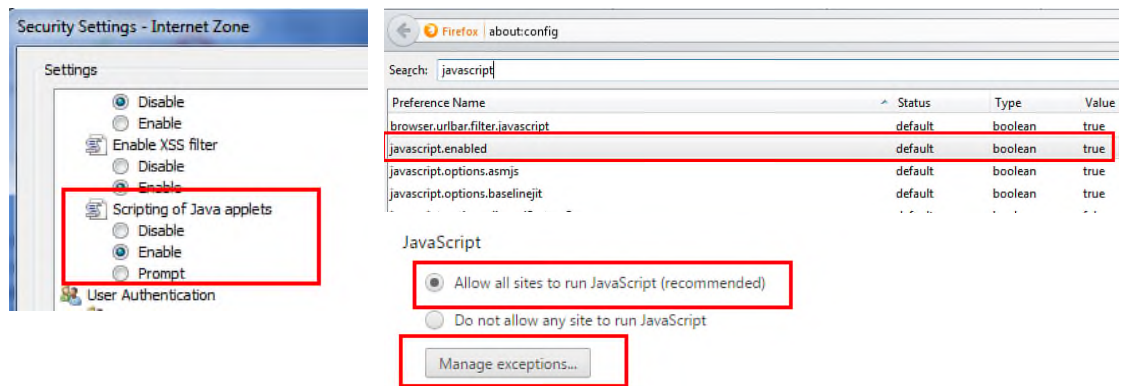 Security Settings - Internet Zone
Settings
Disable
Enable
Enable XSS filter
Disable
Enable
Scripting of Java applets
Disable
Enable
Prompt
User Authentication
Firefox about:config
Search: javascript
Preference Name Status Type Value
browser.urlbar.filter.javascript default boolean true
javascript.enabled default boolean true
javascript.options.asmjs default boolean true
javascript.options.baselinejit default boolean true
JavaScript
Allow all sites to run JavaScript (recommended)
Do not allow any site to run JavaScript
Manage exceptions...